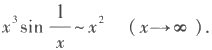 x³ sin 1/x ~ x² (x→∞).